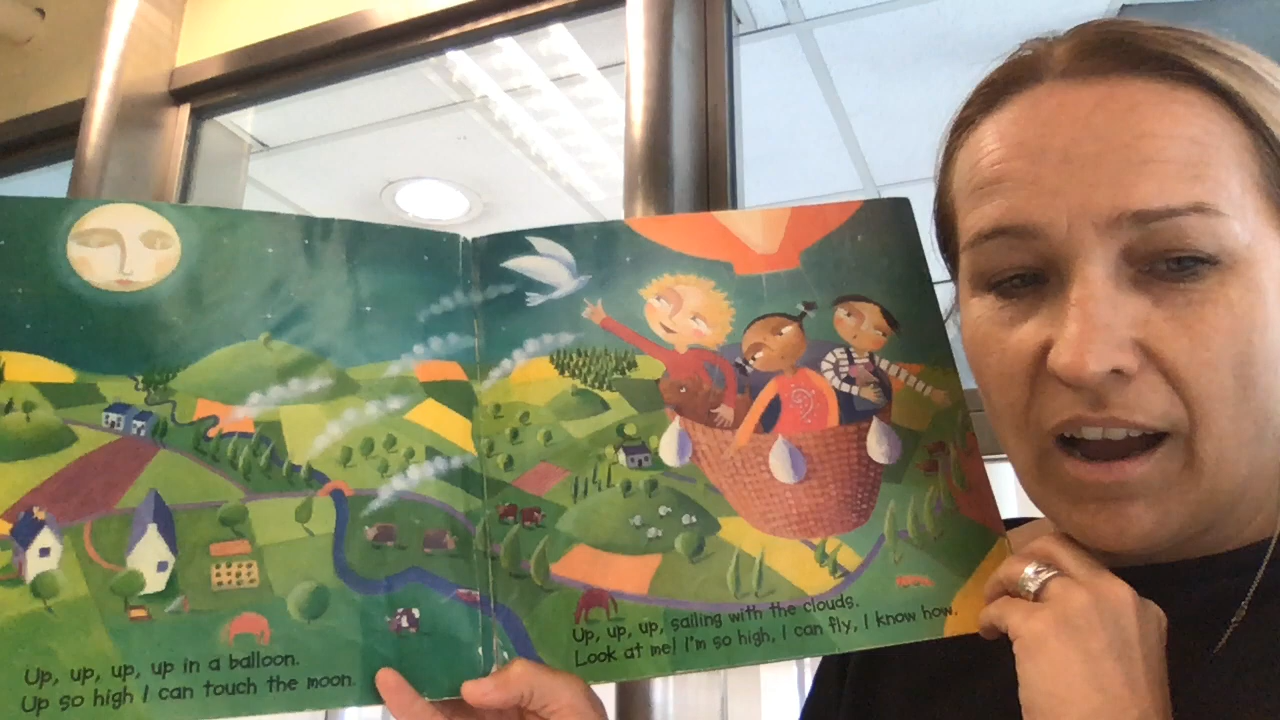 Up, up, up, up in a balloon.
Up so high I can touch the moon.
Up, up, up, sailing with the clouds.
Look at me! I'm so high, I can fly, I know how.